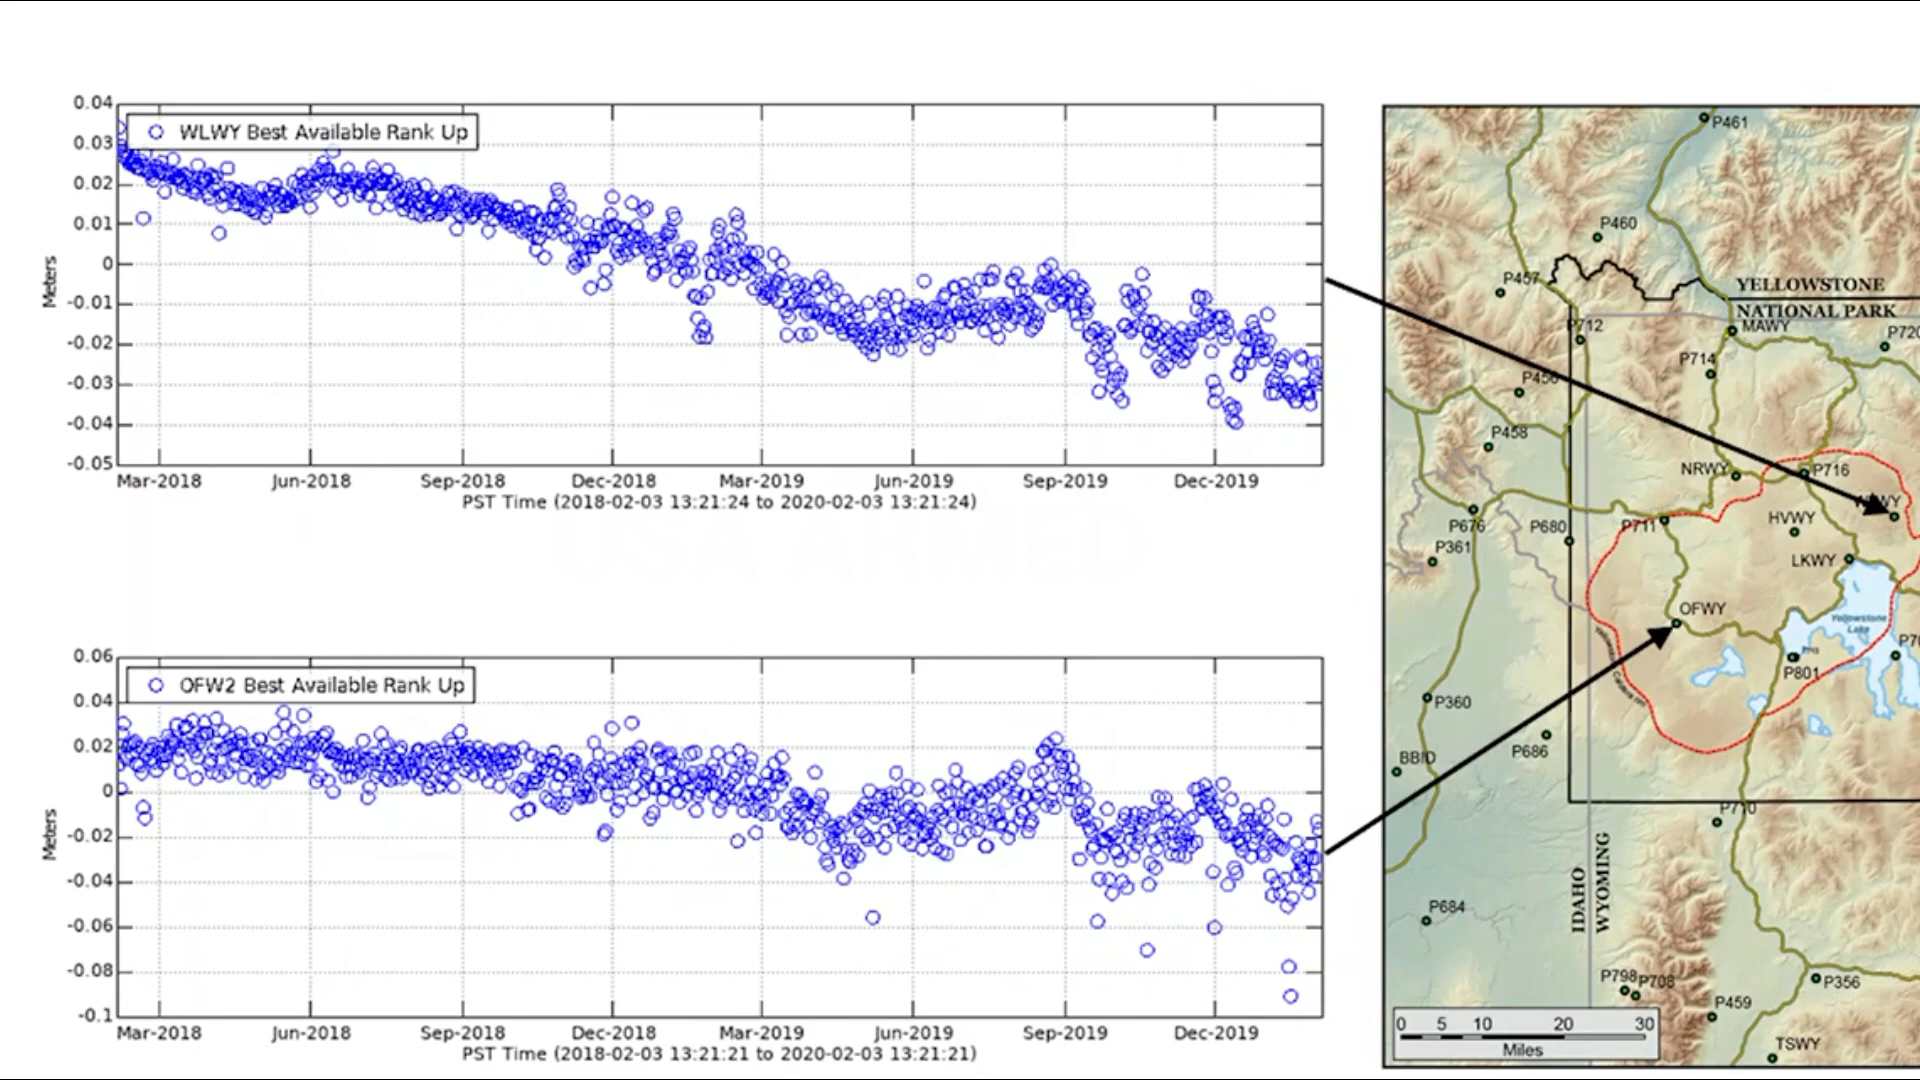 0.04
0.03
0.02
0.01
0
-0.01
-0.02
-0.03
-0.04
-0.05
Meters
WLWY Best Available Rank Up
Mar-2018 Jun-2018 Sep-2018 Dec-2018 Mar-2019 Jun-2019 Sep-2019 Dec-2019
PST Time (2018-02-03 13:21:24 to 2020-02-03 13:21:24)
USA ARMED
0.06
0.04
0.02
0
-0.02
-0.04
-0.06
-0.08
-0.1
Meters
OFW2 Best Available Rank Up
Mar-2018 Jun-2018 Sep-2018 Dec-2018 Mar-2019 Jun-2019 Sep-2019 Dec-2019
PST Time (2018-02-03 13:21:21 to 2020-02-03 13:21:21)
P461
P460
P457
YELLOWSTONE
NATIONAL PARK
P712
MAWY
P720
P714
P456
P458
NRWY
P716
P676
P680
P711
HVWY
P361
LKWY
OFWY
Yellowstone
Lake
P801
P360
P686
BBID
P710
IDAHO
WYOMING
P684
P798
P708
P356
P459
TSWY
0 5 10 20 30
Miles